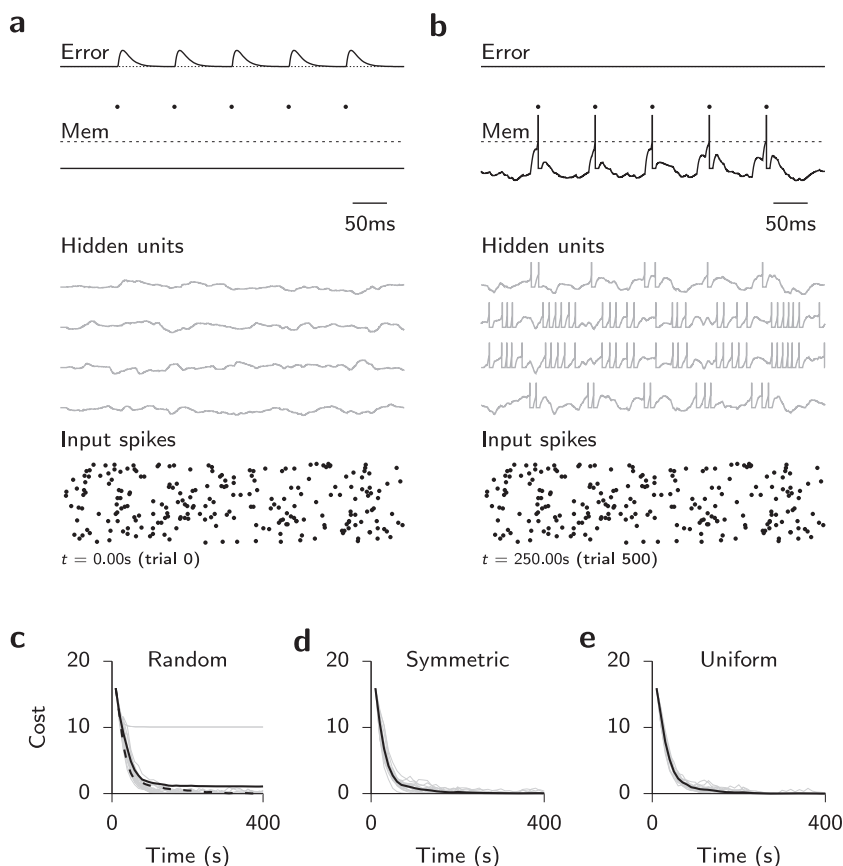 a
Error
Mem
50ms
Hidden units
Input spikes
t = 0.00s (trial 0)
b
Error
Mem
50ms
Hidden units
Input spikes
t = 250.00s (trial 500)
c
Random
20
10
0
Cost
0
400
Time (s)
d
Symmetric
20
10
0
0
400
Time (s)
e
Uniform
20
10
0
0
400
Time (s)